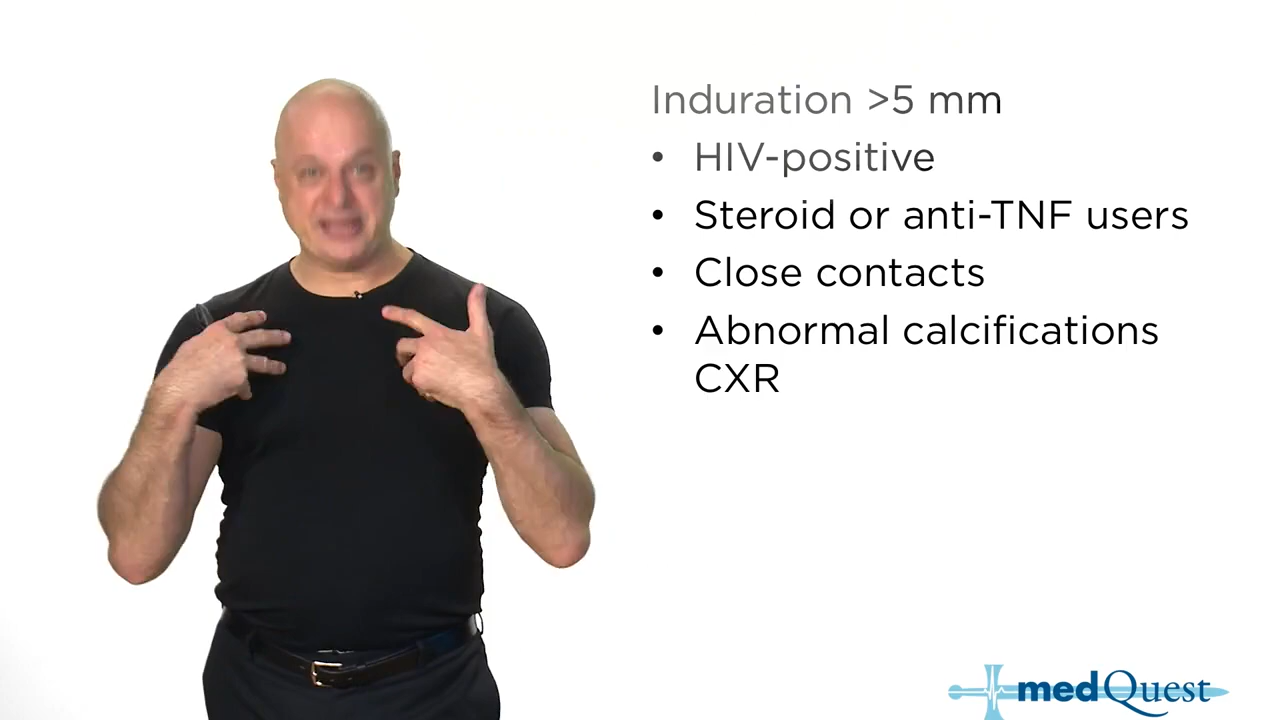 Induration >5 mm
• HIV-positive
• Steroid or anti-TNF users
• Close contacts
• Abnormal calcifications
CXR
medQuest